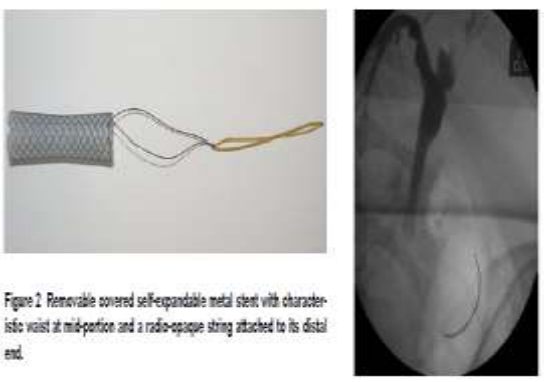 Figure 2 Removable covered self-expandable metal stent with character-
istic waist at mid-portion and a radio-opaque string attached to its distal
end.